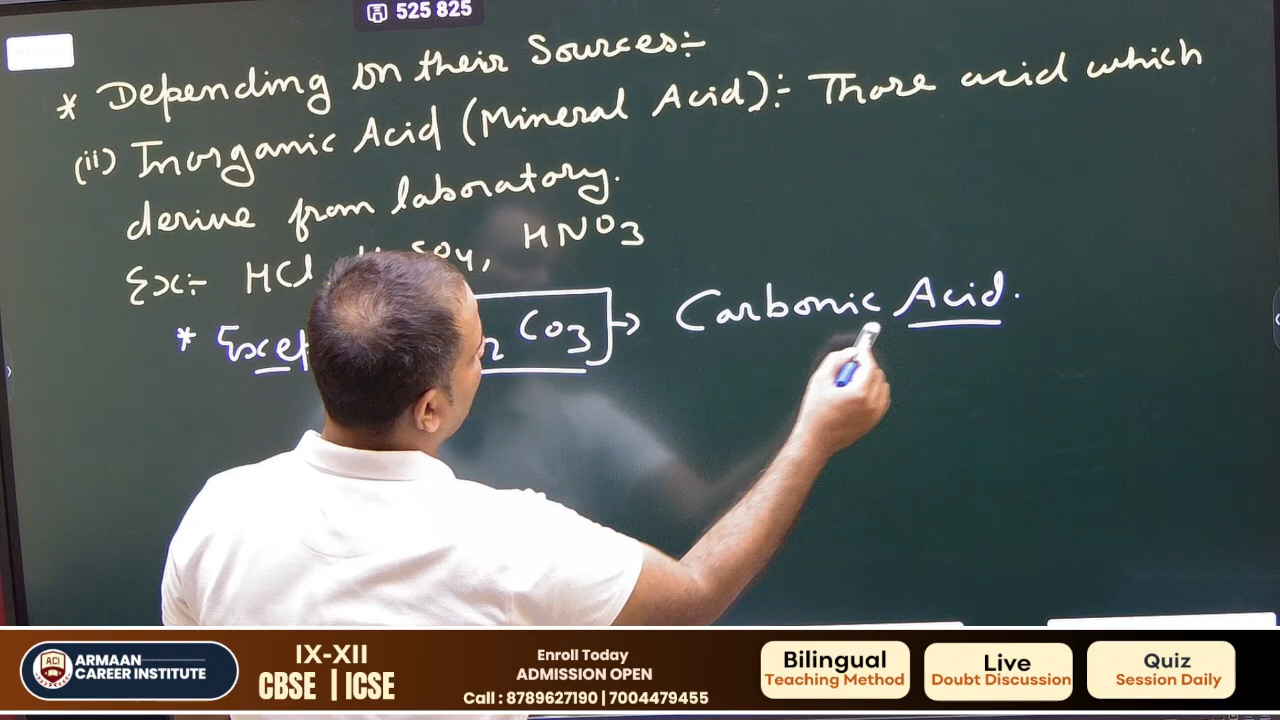 525 825
* Depending on their Sources:-
(ii) Inorganic Acid (Mineral Acid):- Those acid which
derive from laboratory.
Ex:- HCl SO4, HNO3
* 2 CO3 → Carbonic Acid.
ACI
ARMAAN
CAREER INSTITUTE
IX-XII
CBSE | ICSE
Enroll Today
ADMISSION OPEN
Call : 8789627190 | 7004479455
Bilingual
Teaching Method
Live
Doubt Discussion
Quiz
Session Daily